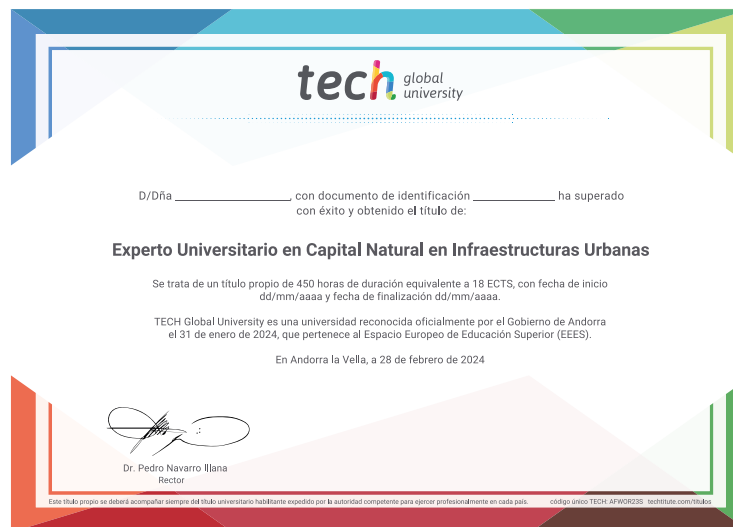 tech global
university
D/Dña ______________, con documento de identificación __________ ha superado
con éxito y obtenido el título de:
Experto Universitario en Capital Natural en Infraestructuras Urbanas
Se trata de un título propio de 450 horas de duración equivalente a 18 ECTS, con fecha de inicio
dd/mm/aaaa y fecha de finalización dd/mm/aaaa.
TECH Global University es una universidad reconocida oficialmente por el Gobierno de Andorra
el 31 de enero de 2024, que pertenece al Espacio Europeo de Educación Superior (EEES).
En Andorra la Vella, a 28 de febrero de 2024
Dr. Pedro Navarro Illana
Rector
Este título propio se deberá acompañar siempre del título universitario habilitante expedido por la autoridad competente para ejercer profesionalmente en cada país. código único TECH: AFWOR23S techtitute.com/titulos